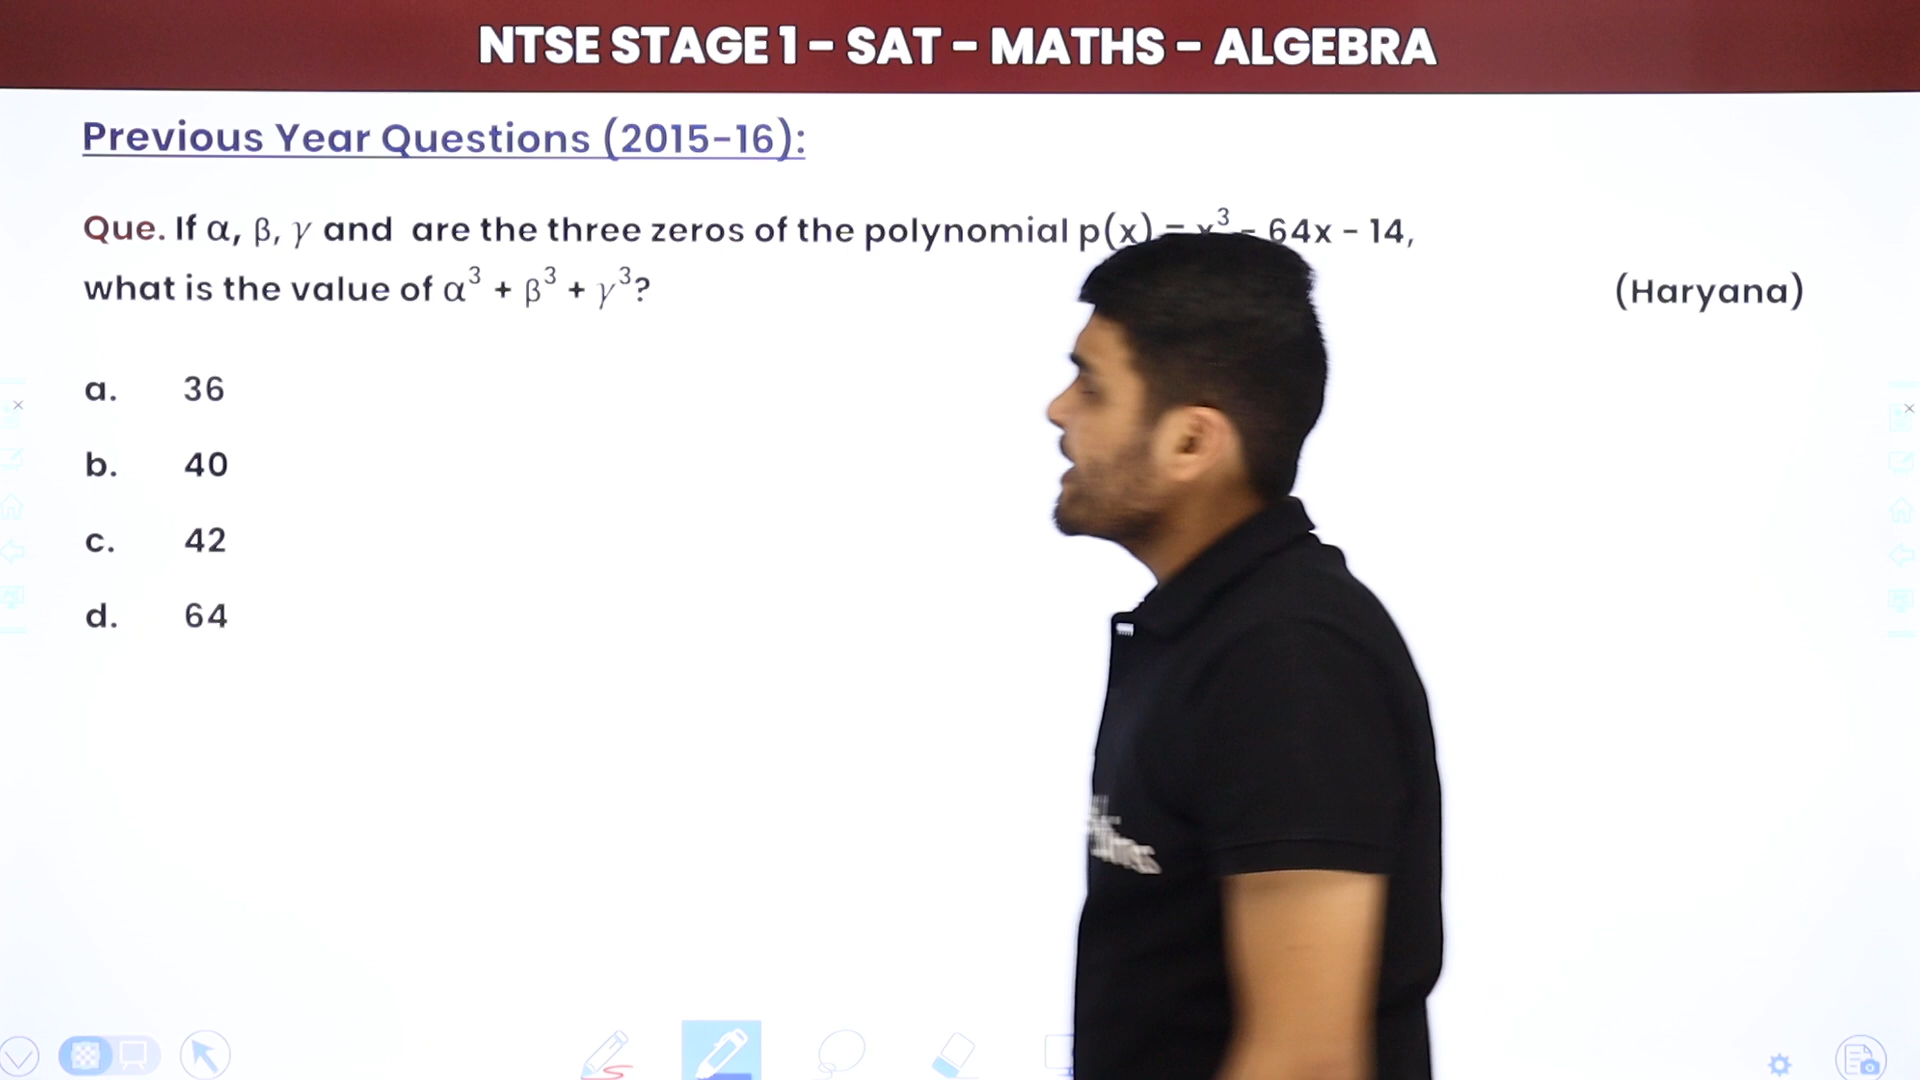 NTSE STAGE 1 – SAT – MATHS – ALGEBRA
Previous Year Questions (2015-16):
Que. If α, β, γ and are the three zeros of the polynomial p(x) = x³ - 64x - 14,
what is the value of α³ + β³ + γ³?
(Haryana)
a. 36
b. 40
c. 42
d. 64